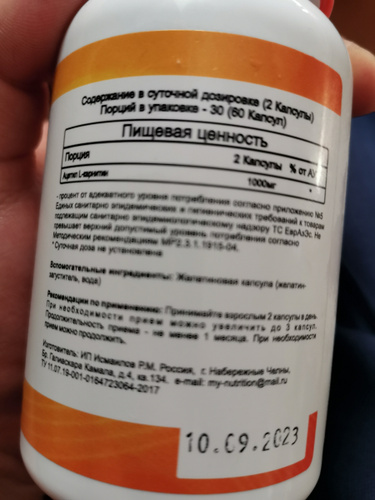 Содержание в суточной дозировке (2 Капсулы)
Порций в упаковке - 30 (60 Капсул)
Пищевая ценность
Порция 2 Капсулы % от АУ
Ацетил L-карнитин 1000мг *
- процент от адекватного уровня потребления согласно приложению №5
Единых санитарно эпидемических и гигиенических требований к товарам
подлежащим санитарно эпидемиологическому надзору ТС ЕврАзЭс. Не
превышает верхний допустимый уровень потребления согласно
Методическим рекомендациям МР2.3.1.1915-04.
* Суточная доза не установлена
Вспомогательные ингредиенты: Желатиновая капсула (желатин-
загуститель, вода)
Рекомендации по применению: Принимайте взрослым 2 капсулы в день.
При необходимости прием можно увеличить до 3 капсул.
Продолжительность приема - не менее 1 месяца. При необходимости
прием можно продолжить.
Изготовитель: ИП Исмаилов Р.М. Россия, г. Набережные Челны,
Бр. Галиаскара Камала, д.4, кв.134. e-mail: my-nutrition@mail.ru
ТУ 11.07.19-001-0164723064-2017
10.09.2023